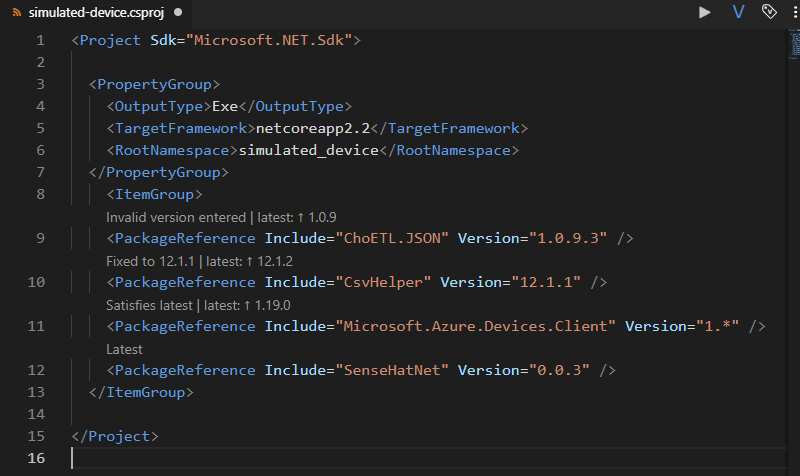 simulated-device.csproj
1 <Project Sdk="Microsoft.NET.Sdk">
2
3 <PropertyGroup>
4 <OutputType>Exe</OutputType>
5 <TargetFramework>netcoreapp2.2</TargetFramework>
6 <RootNamespace>simulated_device</RootNamespace>
7 </PropertyGroup>
8 <ItemGroup>
Invalid version entered | latest: ↑ 1.0.9
9 <PackageReference Include="ChoETL.JSON" Version="1.0.9.3" />
Fixed to 12.1.1 | latest: ↑ 12.1.2
10 <PackageReference Include="CsvHelper" Version="12.1.1" />
Satisfies latest | latest: ↑ 1.19.0
11 <PackageReference Include="Microsoft.Azure.Devices.Client" Version="1.*" />
Latest
12 <PackageReference Include="SenseHatNet" Version="0.0.3" />
13 </ItemGroup>
14
15 </Project>
16